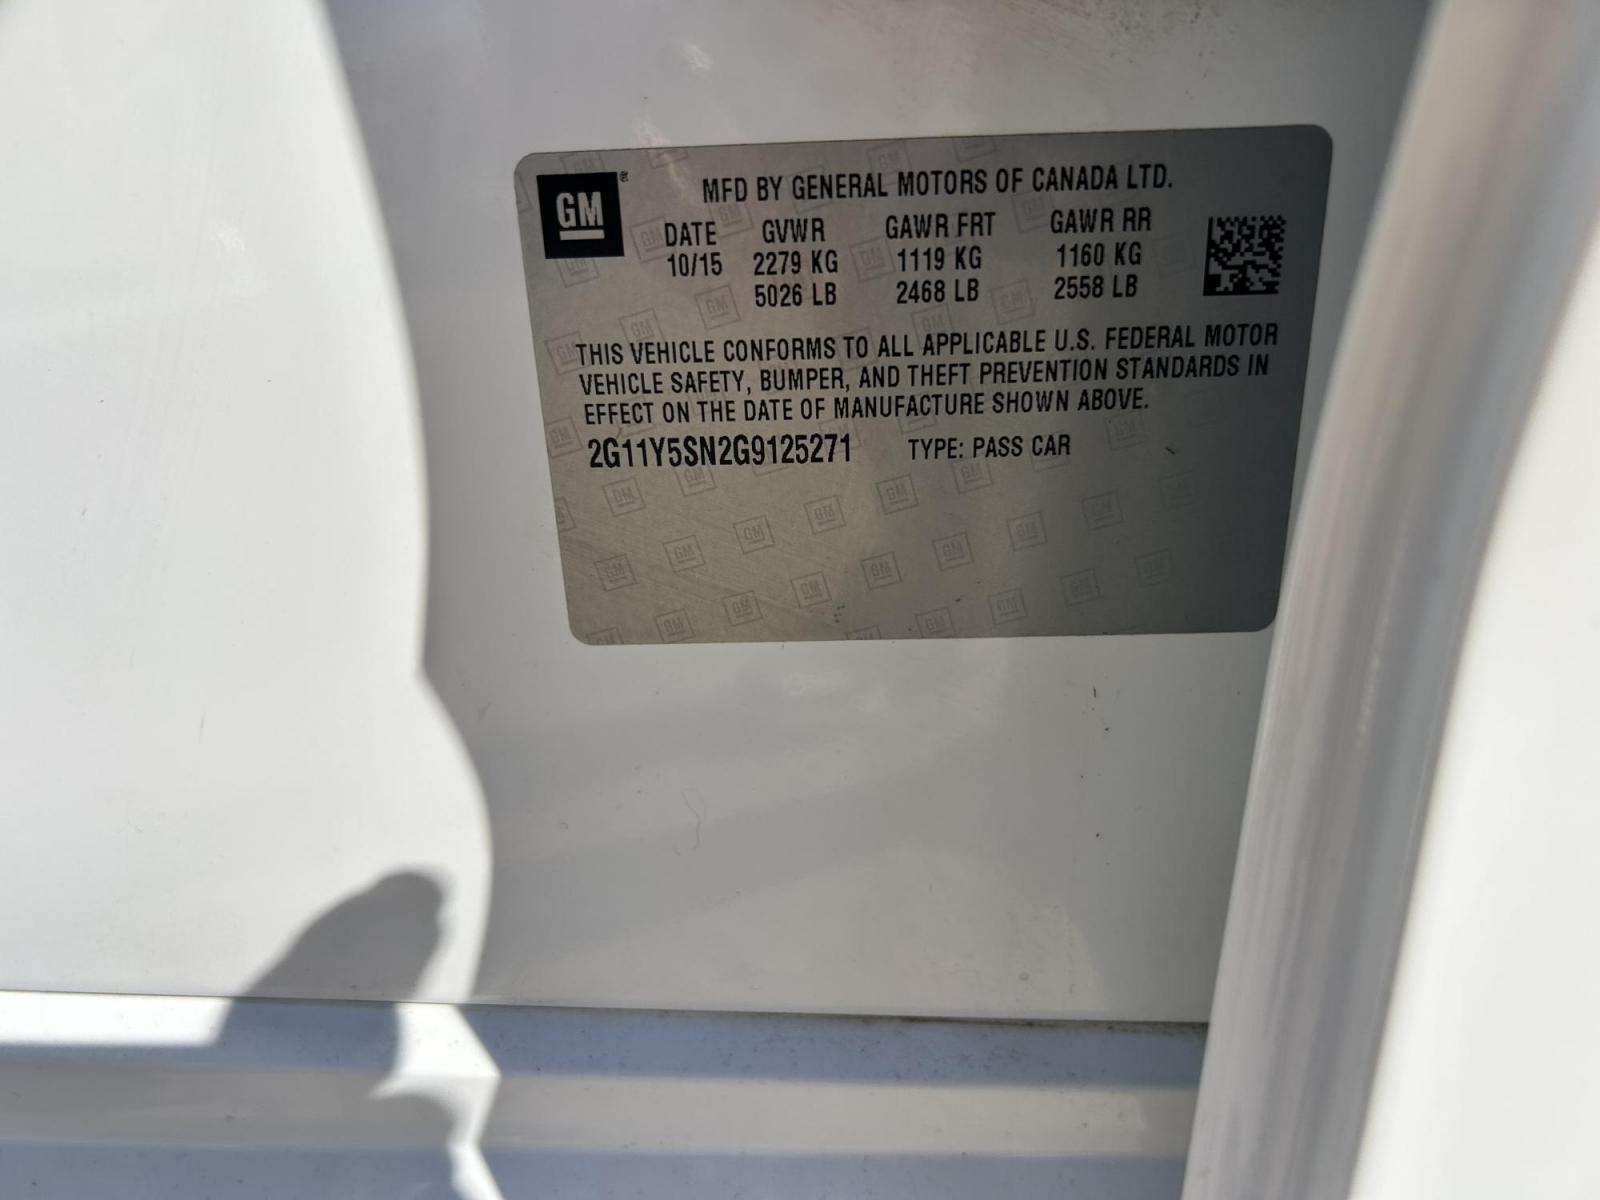 GM ®
MFD BY GENERAL MOTORS OF CANADA LTD.
DATE GVWR GAWR FRT GAWR RR
10/15 2279 KG 1119 KG 1160 KG
5026 LB 2468 LB 2558 LB
THIS VEHICLE CONFORMS TO ALL APPLICABLE U.S. FEDERAL MOTOR
VEHICLE SAFETY, BUMPER, AND THEFT PREVENTION STANDARDS IN
EFFECT ON THE DATE OF MANUFACTURE SHOWN ABOVE.
2G11Y5SN2G9125271 TYPE: PASS CAR